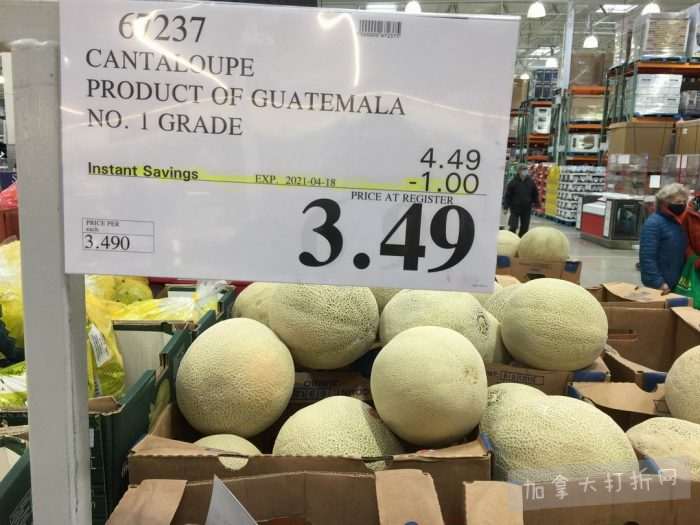 67237
CANTALOUPE
PRODUCT OF GUATEMALA
NO. 1 GRADE
4.49
Instant Savings EXP. 2021-04-18 -1.00
PRICE AT REGISTER
PRICE PER
each
3.490
3.49
加拿大打折网